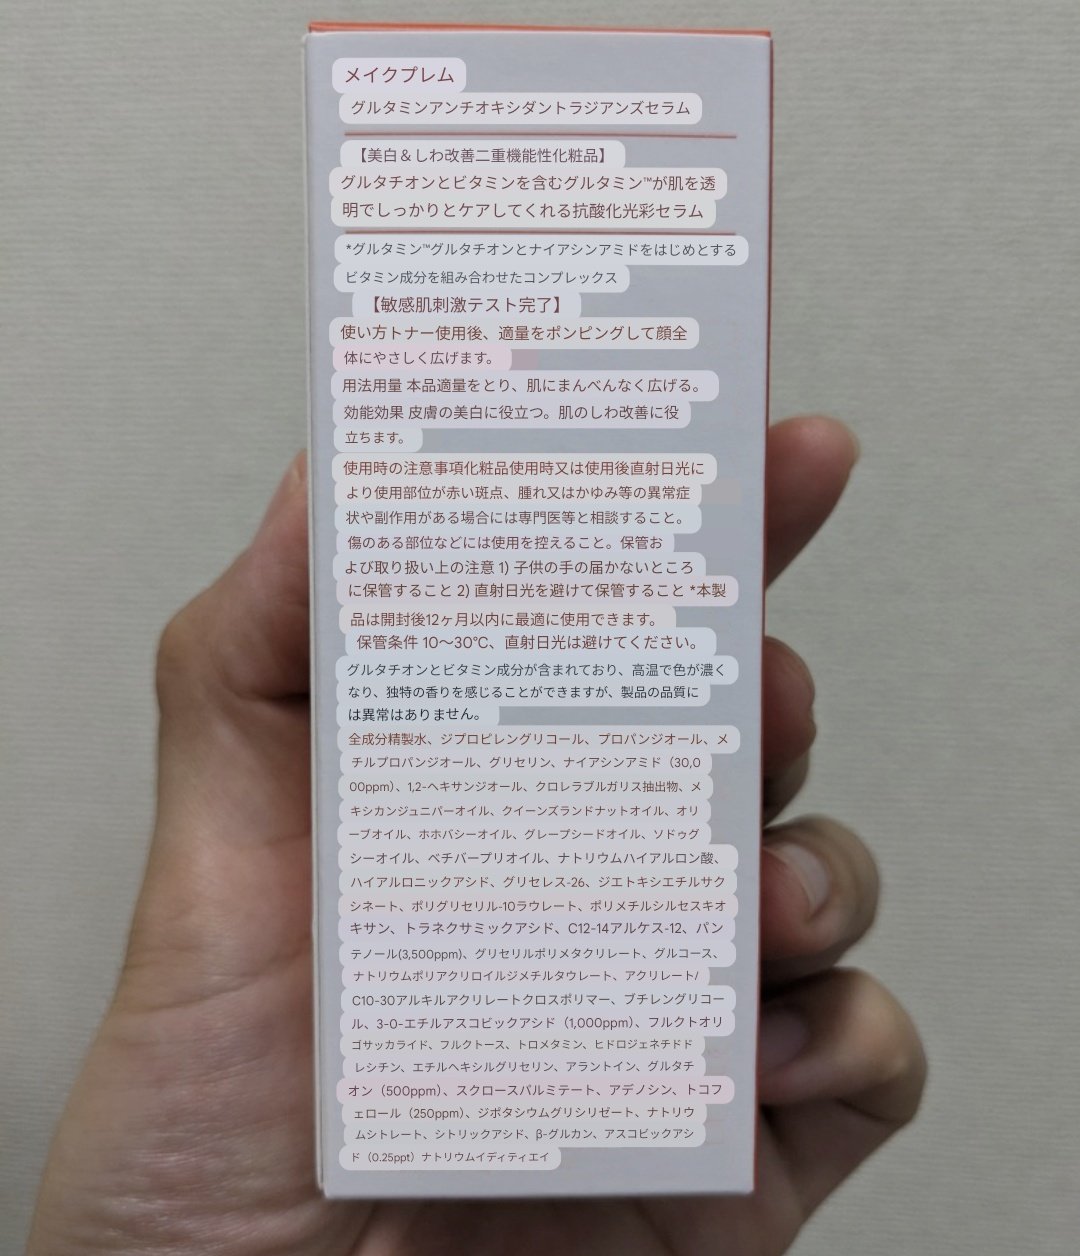 メイクプレム
グルタミンアンチオキシダントラジアンズセラム
【美白＆しわ改善二重機能性化粧品】
グルタチオンとビタミンを含むグルタミン™が肌を透
明でしっかりとケアしてくれる抗酸化光彩セラム
*グルタミン™グルタチオンとナイアシンアミドをはじめとする
ビタミン成分を組み合わせたコンプレックス
【敏感肌刺激テスト完了】
使い方トナー使用後、適量をポンピングして顔全
体にやさしく広げます。
用法用量 本品適量をとり、肌にまんべんなく広げる。
効能効果 皮膚の美白に役立つ。肌のしわ改善に役
立ちます。
使用時の注意事項化粧品使用時又は使用後直射日光に
より使用部位が赤い斑点、腫れ又はかゆみ等の異常症
状や副作用がある場合には専門医等と相談すること。
傷のある部位などには使用を控えること。保管お
よび取り扱い上の注意 1) 子供の手の届かないところ
に保管すること 2) 直射日光を避けて保管すること *本製
品は開封後12ヶ月以内に最適に使用できます。
保管条件 10～30℃、直射日光は避けてください。
グルタチオンとビタミン成分が含まれており、高温で色が濃く
なり、独特の香りを感じることができますが、製品の品質に
は異常はありません。
全成分精製水、ジプロピレングリコール、プロパンジオール、メ
チルプロパンジオール、グリセリン、ナイアシンアミド（30,0
00ppm）、1,2-ヘキサンジオール、クロレラブルガリス抽出物、メ
キシカンジュニパーオイル、クイーンズランドナットオイル、オリ
ーブオイル、ホホバシーオイル、グレープシードオイル、ソドゥグ
シーオイル、ベチバープリオイル、ナトリウムハイアルロン酸、
ハイアルロニックアシド、グリセレス-26、ジエトキシエチルサク
シネート、ポリグリセリル-10ラウレート、ポリメチルシルセスキオ
キサン、トラネクサミックアシド、C12-14アルケス-12、パン
テノール(3,500ppm)、グリセリルポリメタクリレート、グルコース、
ナトリウムポリアクリロイルジメチルタウレート、アクリレート/
C10-30アルキルアクリレートクロスポリマー、ブチレングリコー
ル、3-0-エチルアスコビックアシド（1,000ppm）、フルクトオリ
ゴサッカライド、フルクトース、トロメタミン、ヒドロジェネチドド
レシチン、エチルヘキシルグリセリン、アラントイン、グルタチ
オン（500ppm）、スクロースパルミテート、アデノシン、トコフ
ェロール（250ppm）、ジポタシウムグリシリゼート、ナトリウ
ムシトレート、シトリックアシド、β-グルカン、アスコビックアシ
ド（0.25ppt）ナトリウムイディティエイ